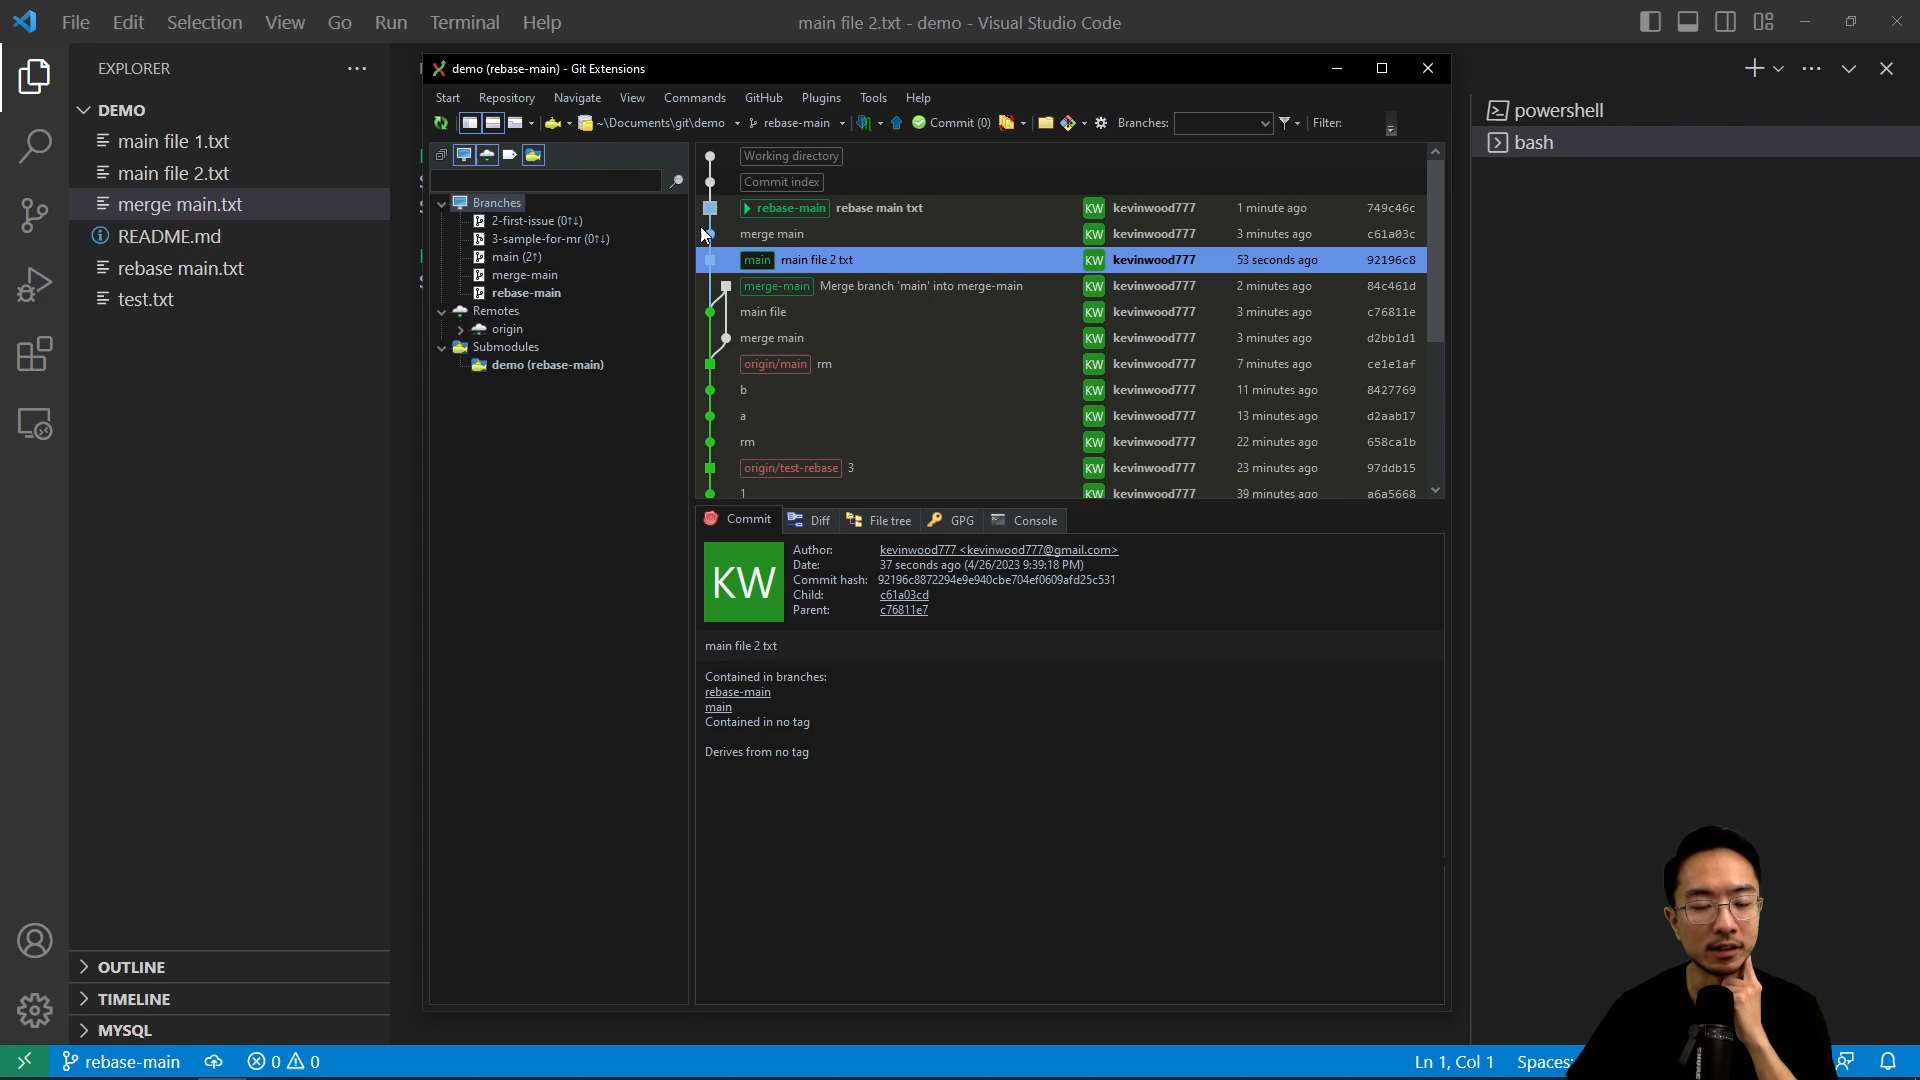 File Edit Selection View Go Run Terminal Help
main file 2.txt - demo - Visual Studio Code
EXPLORER
DEMO
main file 1.txt
main file 2.txt
merge main.txt
README.md
rebase main.txt
test.txt
OUTLINE
TIMELINE
MYSQL
demo (rebase-main) - Git Extensions
Start Repository Navigate View Commands GitHub Plugins Tools Help
~\Documents\git\demo rebase-main Commit (0) Branches: Filter:
Branches
2-first-issue (0↑↓)
3-sample-for-mr (0↑↓)
main (2↑)
merge-main
rebase-main
Remotes
origin
Submodules
demo (rebase-main)
Working directory
Commit index
rebase-main rebase main txt KW kevinwood777 1 minute ago 749c46c
merge main KW kevinwood777 3 minutes ago c61a03c
main main file 2 txt KW kevinwood777 53 seconds ago 92196c8
merge-main Merge branch 'main' into merge-main KW kevinwood777 2 minutes ago 84c461d
main file KW kevinwood777 3 minutes ago c76811e
merge main KW kevinwood777 3 minutes ago d2bb1d1
origin/main rm KW kevinwood777 7 minutes ago ce1e1af
b KW kevinwood777 11 minutes ago 8427769
a KW kevinwood777 13 minutes ago d2aab17
rm KW kevinwood777 22 minutes ago 658ca1b
origin/test-rebase 3 KW kevinwood777 23 minutes ago 97ddb15
1 KW kevinwood777 39 minutes ago a6a5668
Commit Diff File tree GPG Console
KW
Author: kevinwood777 <kevinwood777@gmail.com>
Date: 37 seconds ago (4/26/2023 9:39:18 PM)
Commit hash: 92196c8872294e9e940cbe704ef0609afd25c531
Child: c61a03cd
Parent: c76811e7
main file 2 txt
Contained in branches:
rebase-main
main
Contained in no tag
Derives from no tag
powershell
bash
rebase-main 0 0 Ln 1, Col 1 Spaces: